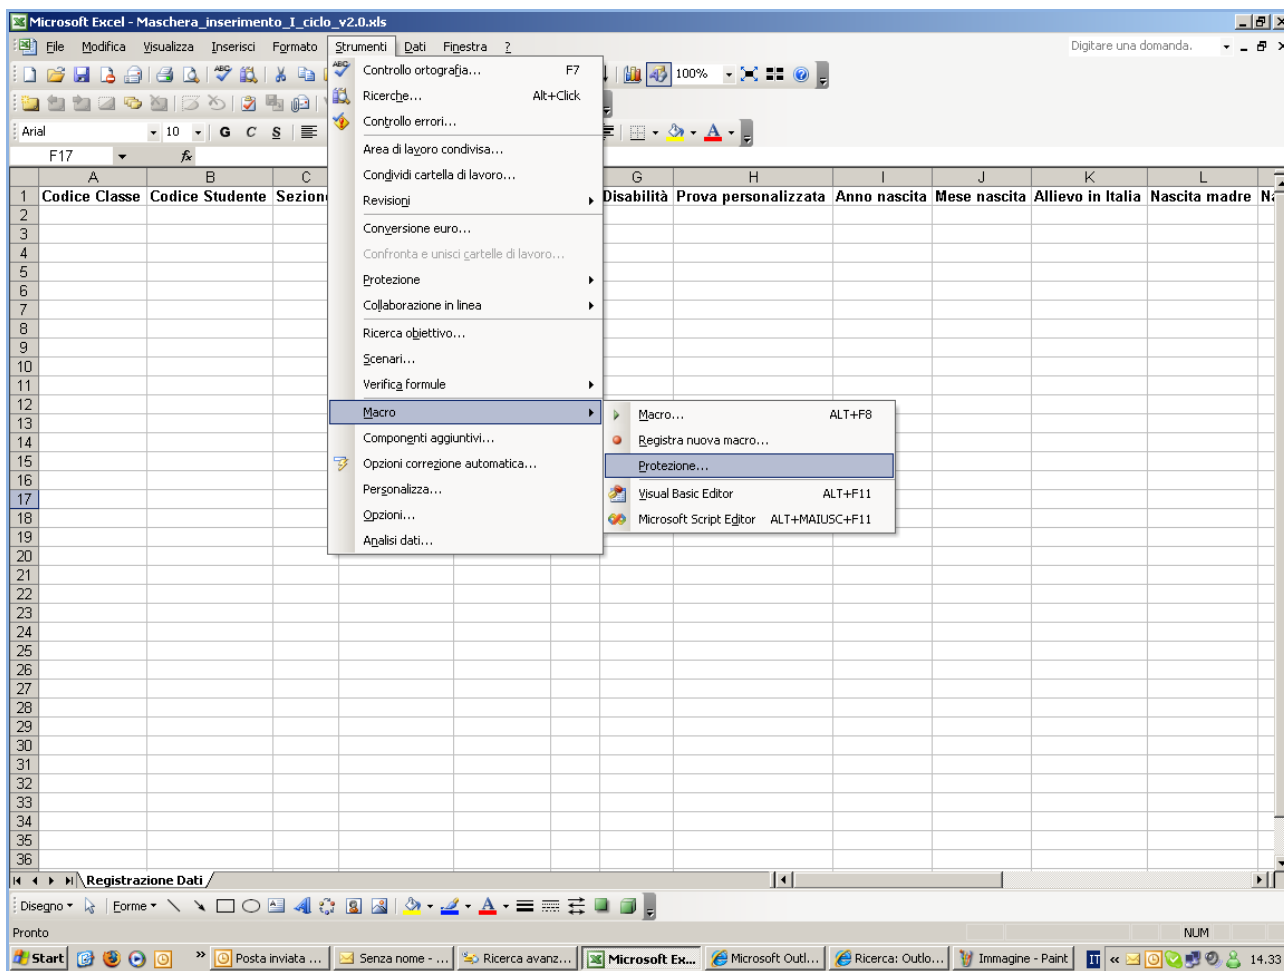 Microsoft Excel - Maschera_inserimento_I_ciclo_v2.0.xls
File Modifica Visualizza Inserisci Formato Strumenti Dati Finestra ?
Digitare una domanda.
100%
Arial 10 G C S
F17 fx
Controllo ortografia... F7
Ricerche... Alt+Click
Controllo errori...
Area di lavoro condivisa...
Condividi cartella di lavoro...
Revisioni
Conversione euro...
Confronta e unisci cartelle di lavoro...
Protezione
Collaborazione in linea
Ricerca obiettivo...
Scenari...
Verifica formule
Macro
Componenti aggiuntivi...
Opzioni correzione automatica...
Personalizza...
Opzioni...
Analisi dati...
Macro... ALT+F8
Registra nuova macro...
Protezione...
Visual Basic Editor ALT+F11
Microsoft Script Editor ALT+MAIUSC+F11
A B C G H I J K L
1 Codice Classe Codice Studente Sezion Disabilità Prova personalizzata Anno nascita Mese nascita Allievo in Italia Nascita madre
2
3
4
5
6
7
8
9
10
11
12
13
14
15
16
17
18
19
20
21
22
23
24
25
26
27
28
29
30
31
32
33
34
35
36
Registrazione Dati
Disegno Forme
Pronto NUM
Start Posta inviata ... Senza nome - ... Ricerca avanz... Microsoft Ex... Microsoft Outl... Ricerca: Outlo... Immagine - Paint IT 14.33